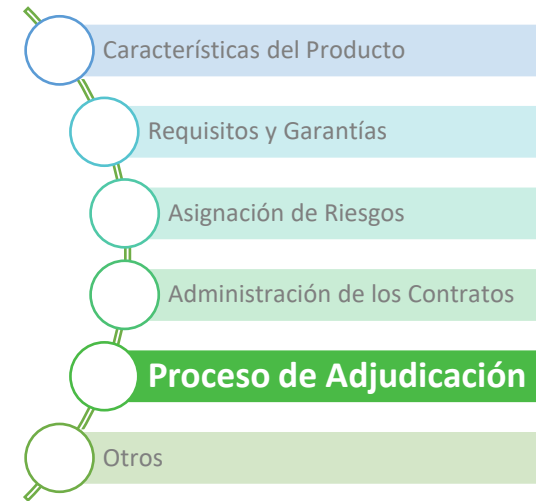 Características del Producto
Requisitos y Garantías
Asignación de Riesgos
Administración de los Contratos
Proceso de Adjudicación
Otros